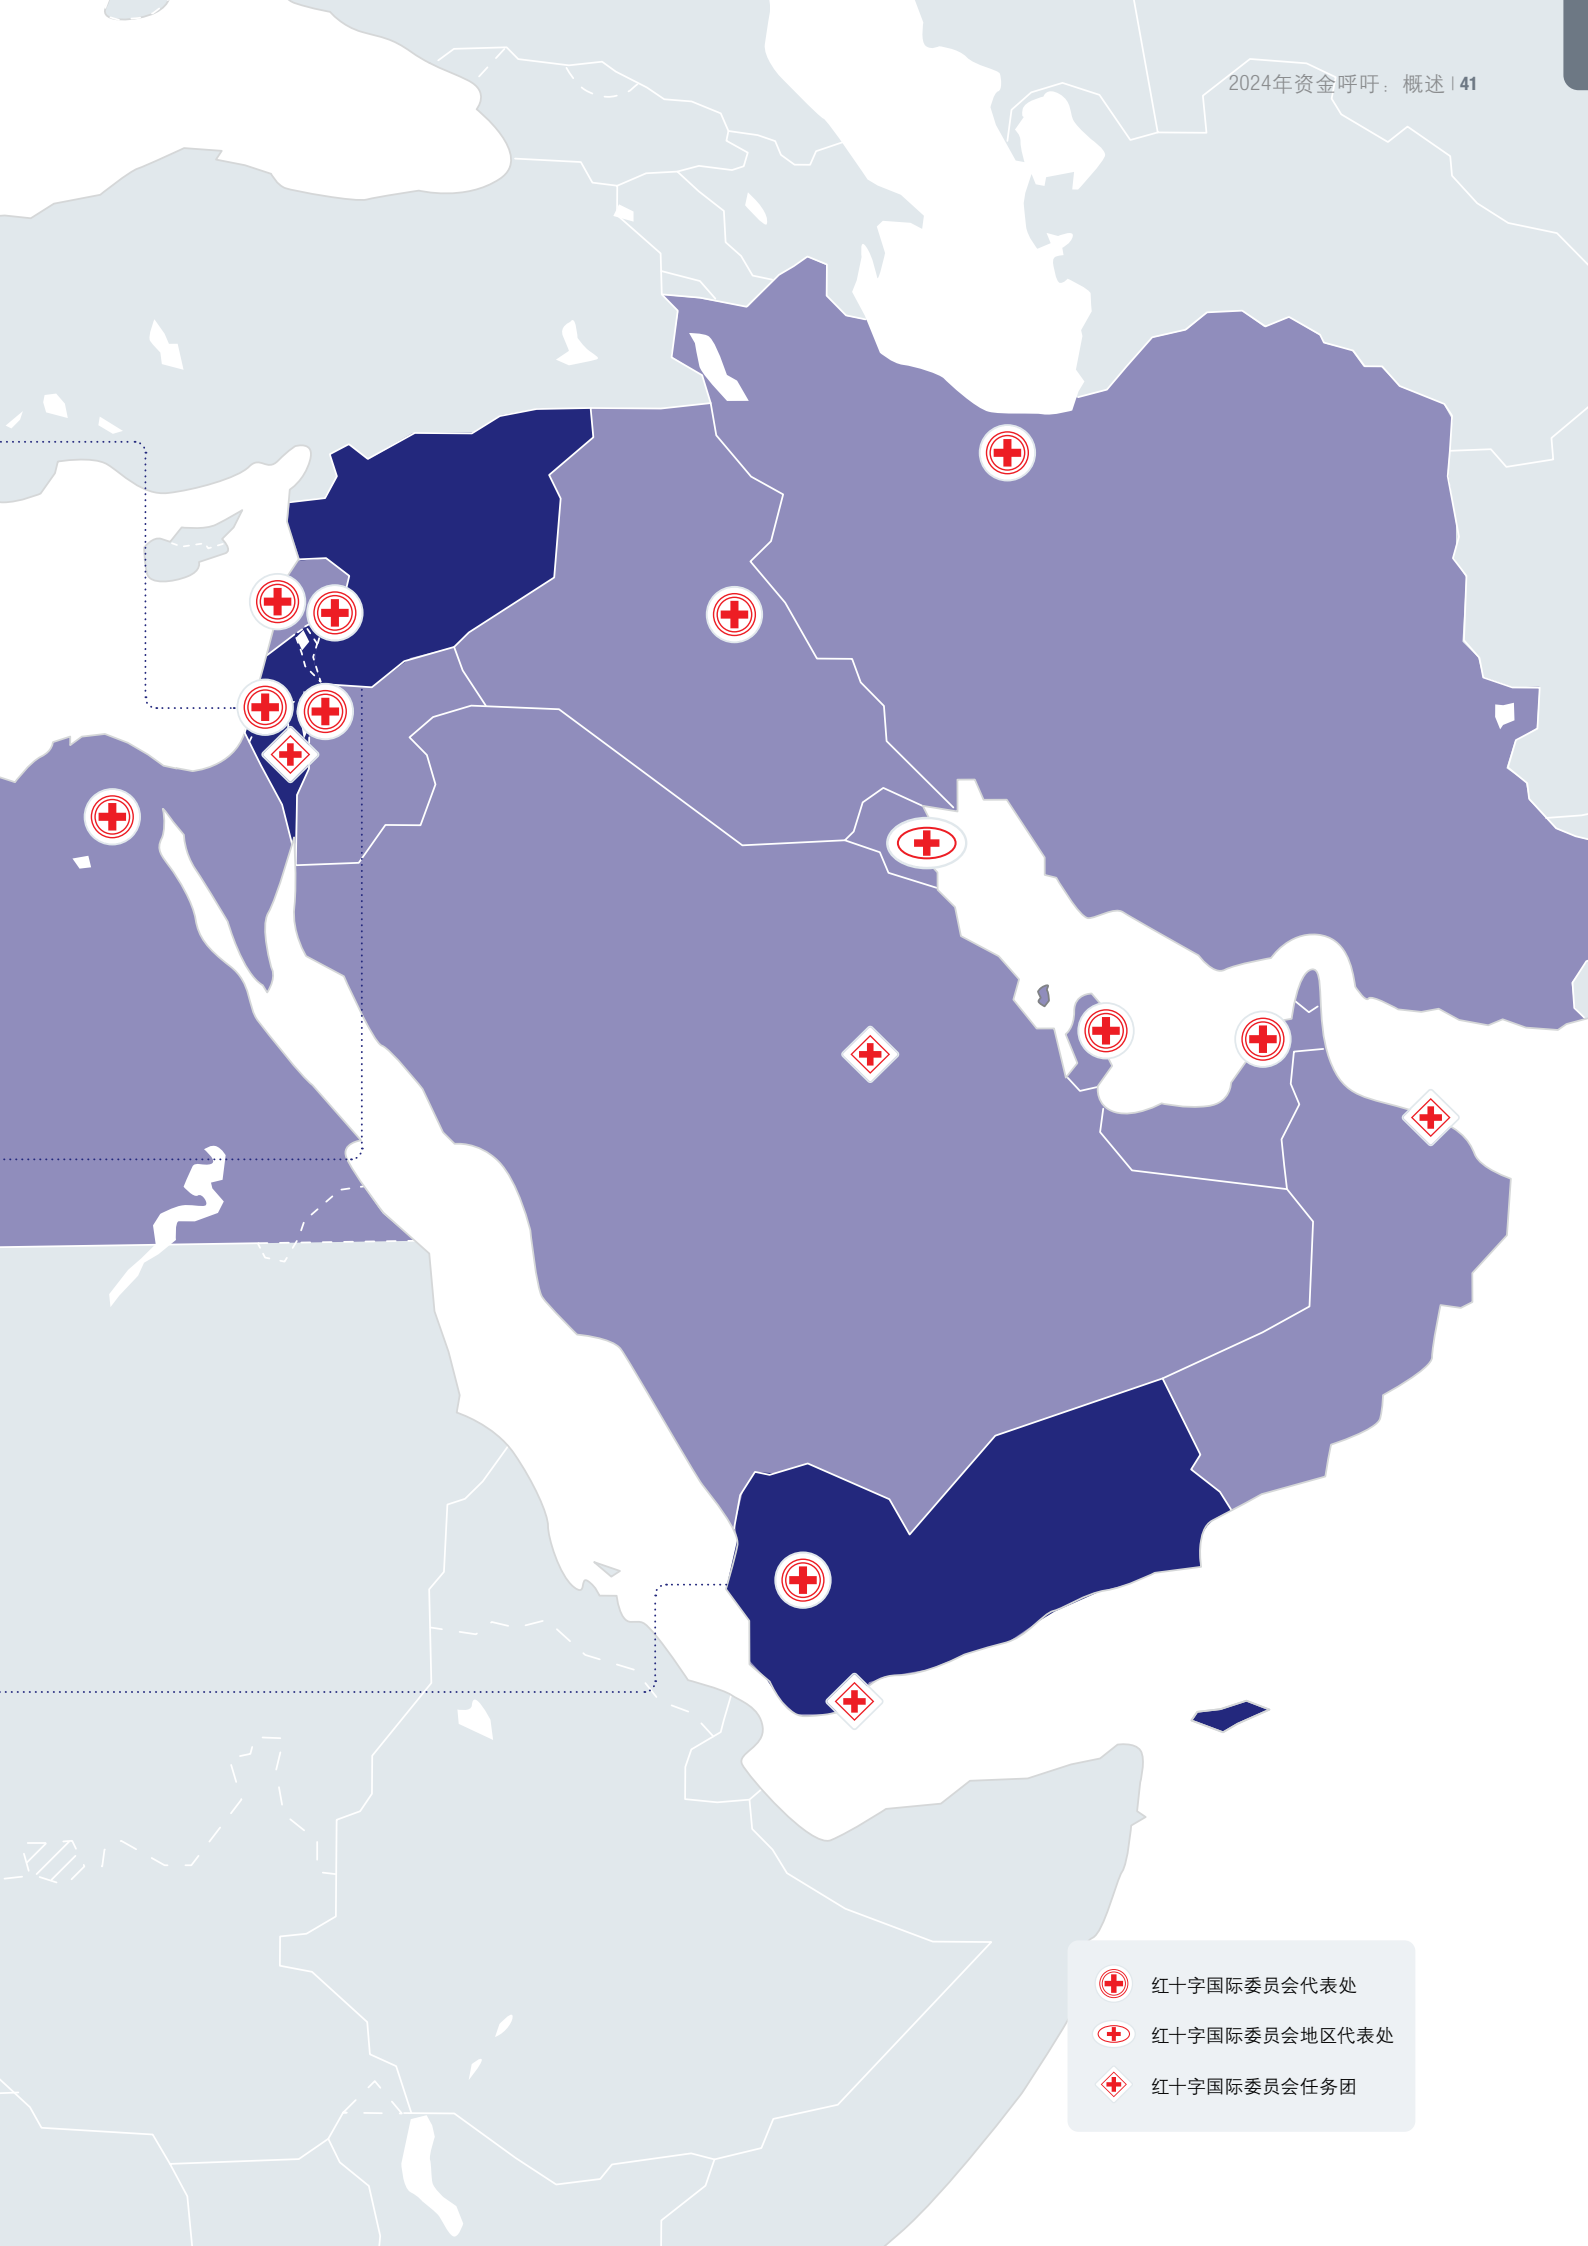 2024年资金呼吁：概述 | 41
红十字国际委员会代表处
红十字国际委员会地区代表处
红十字国际委员会任务团